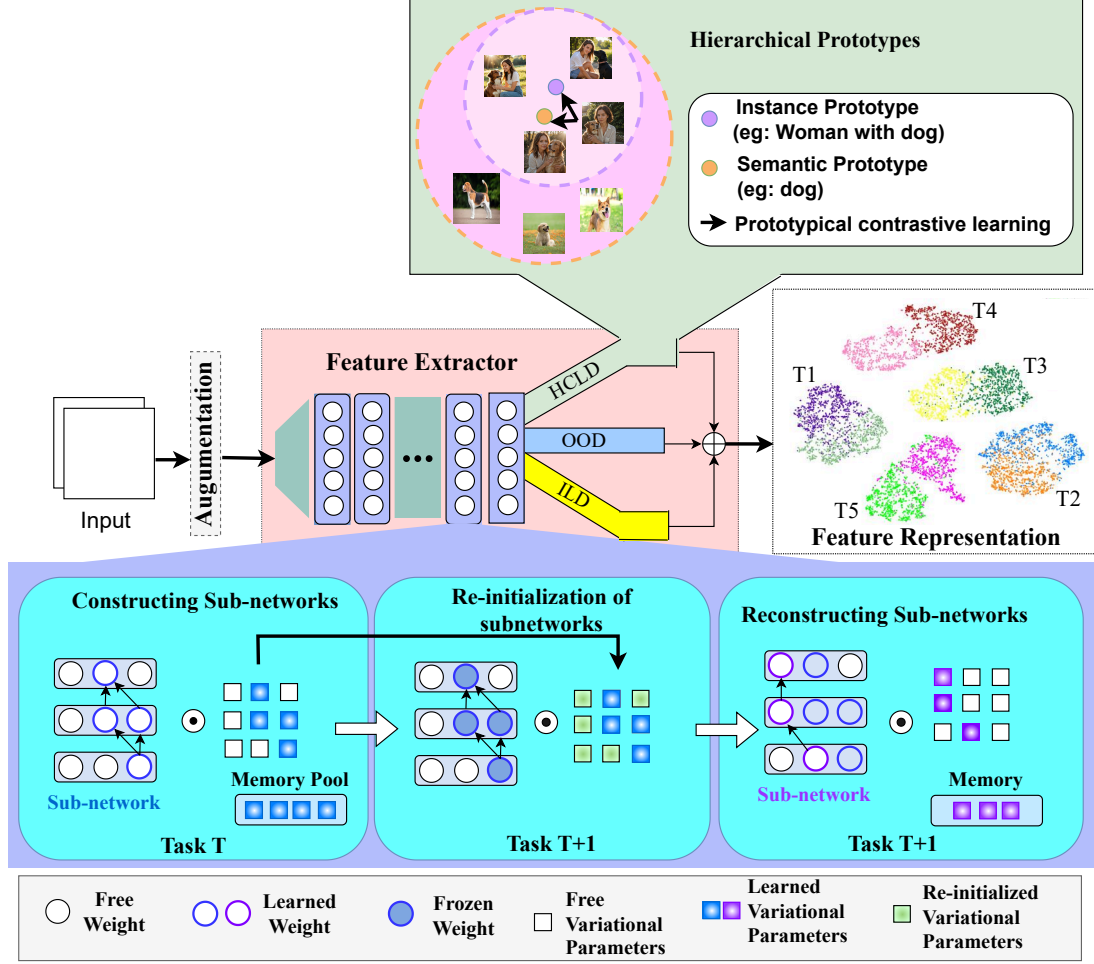 Hierarchical Prototypes
Instance Prototype
(eg: Woman with dog)
Semantic Prototype
(eg: dog)
Prototypical contrastive learning
Input
Augumentation
Feature Extractor
HCLD
OOD
ILD
T4
T1
T3
T2
T5
Feature Representation
Constructing Sub-networks
Sub-network
Memory Pool
Task T
Re-initialization of
subnetworks
Task T+1
Reconstructing Sub-networks
Sub-network
Memory
Task T+1
Free
Weight
Learned
Weight
Frozen
Weight
Free
Variational
Parameters
Learned
Variational
Parameters
Re-initialized
Variational
Parameters